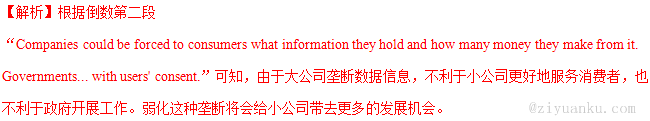 【解析】根据倒数第二段
“Companies could be forced to consumers what information they hold and how many money they make from it.
Governments... with users' consent.”可知，由于大公司垄断数据信息，不利于小公司更好地服务消费者，也
不利于政府开展工作。弱化这种垄断将会给小公司带去更多的发展机会。
@ziyuanku.com